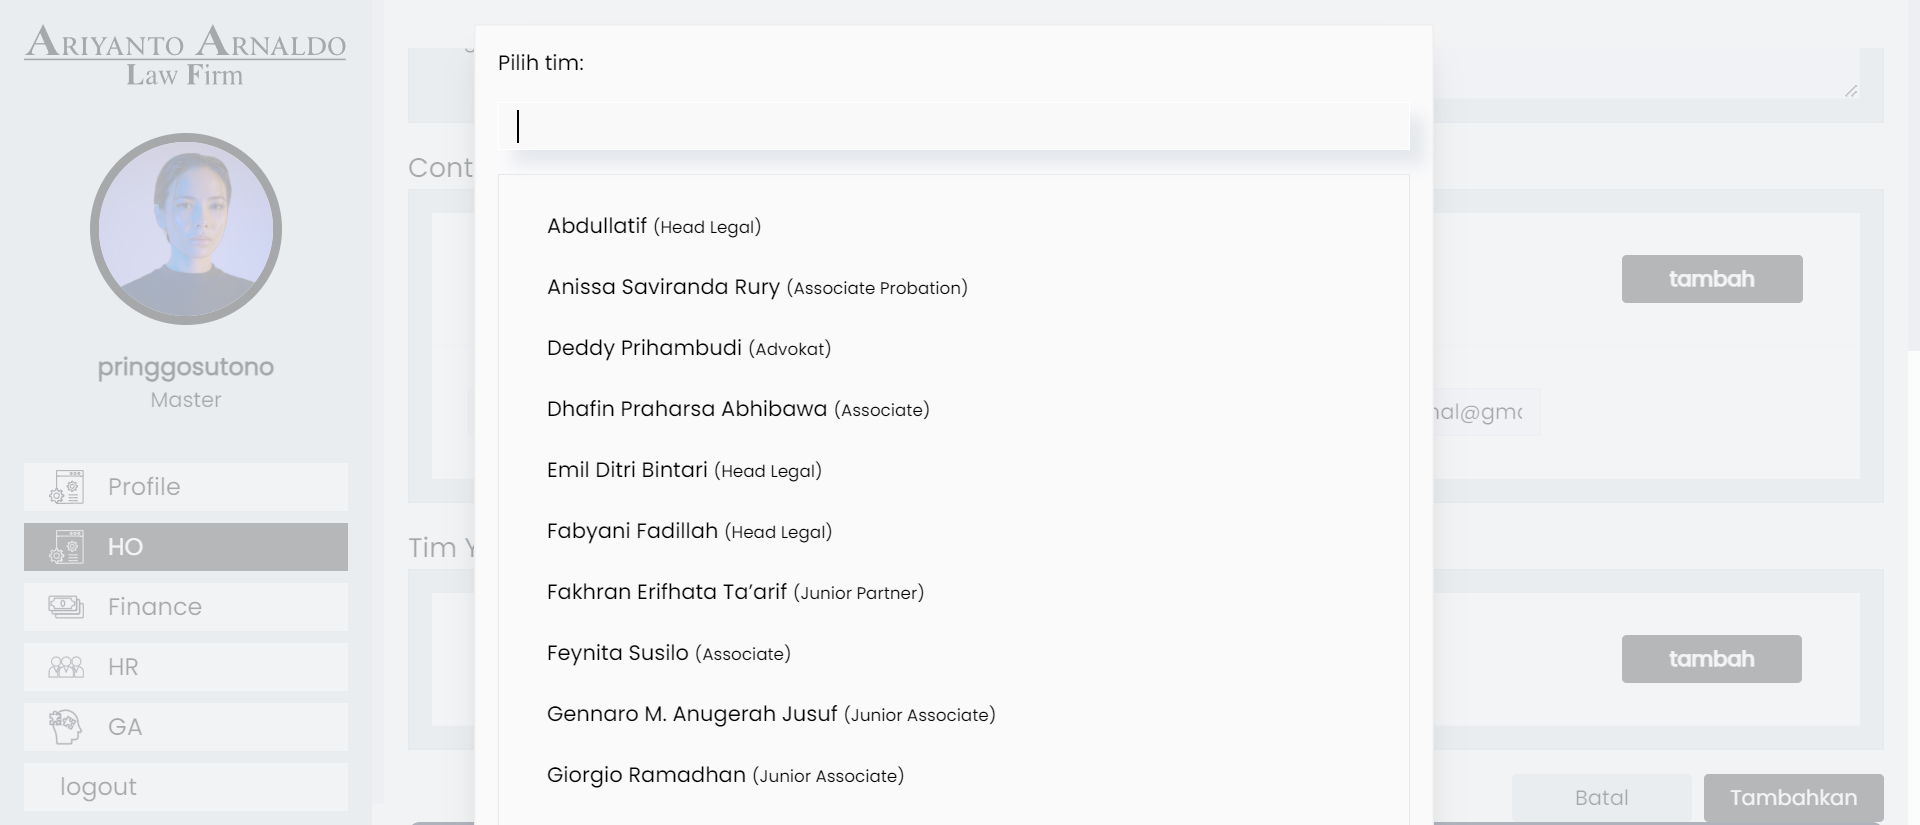 ARIYANTO ARNALDO
Law Firm
pringgosutono
Master
Profile
HO
Finance
HR
GA
logout
Pilih tim:
Abdullatif (Head Legal)
Anissa Saviranda Rury (Associate Probation)
Deddy Prihambudi (Advokat)
Dhafin Praharsa Abhibawa (Associate)
Emil Ditri Bintari (Head Legal)
Fabyani Fadillah (Head Legal)
Fakhran Erifhata Ta’arif (Junior Partner)
Feynita Susilo (Associate)
Gennaro M. Anugerah Jusuf (Junior Associate)
Giorgio Ramadhan (Junior Associate)
Cont
tambah
Tim
tambah
Batal
Tambahkan